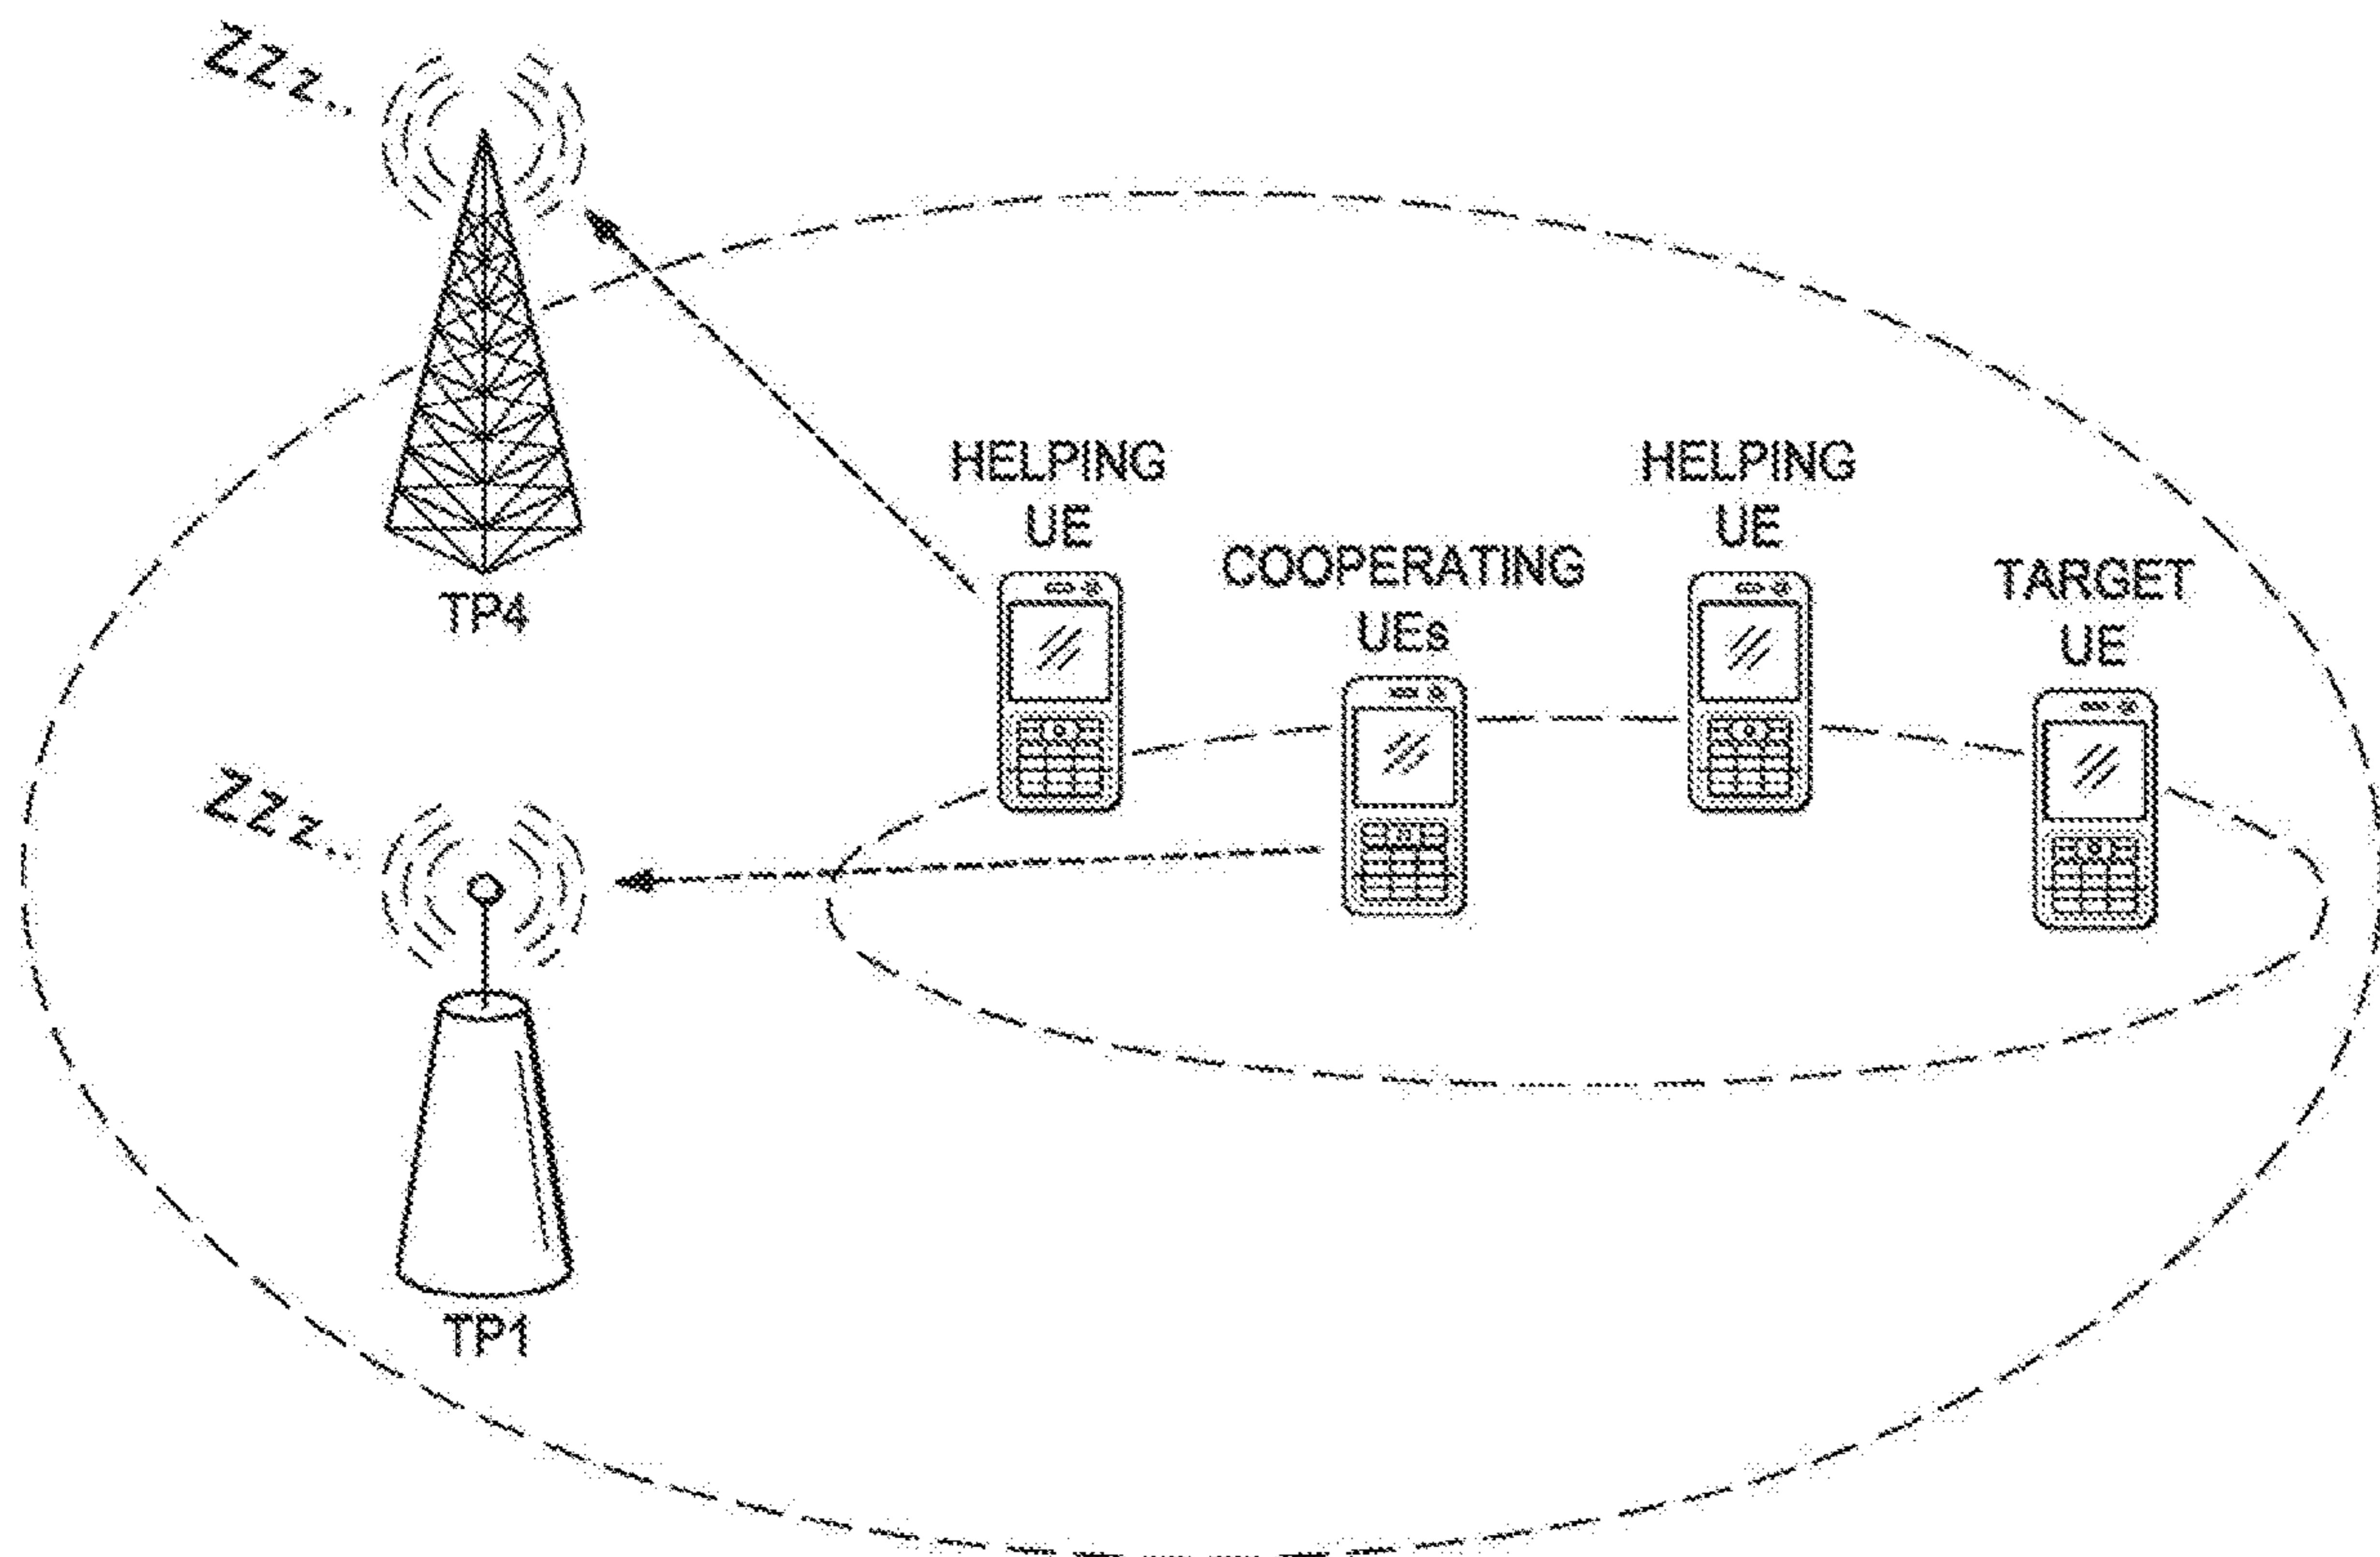 ZZz..
HELPING
UE
HELPING
UE
COOPERATING
UEs
TARGET
UE
TP4
ZZz..
TP1